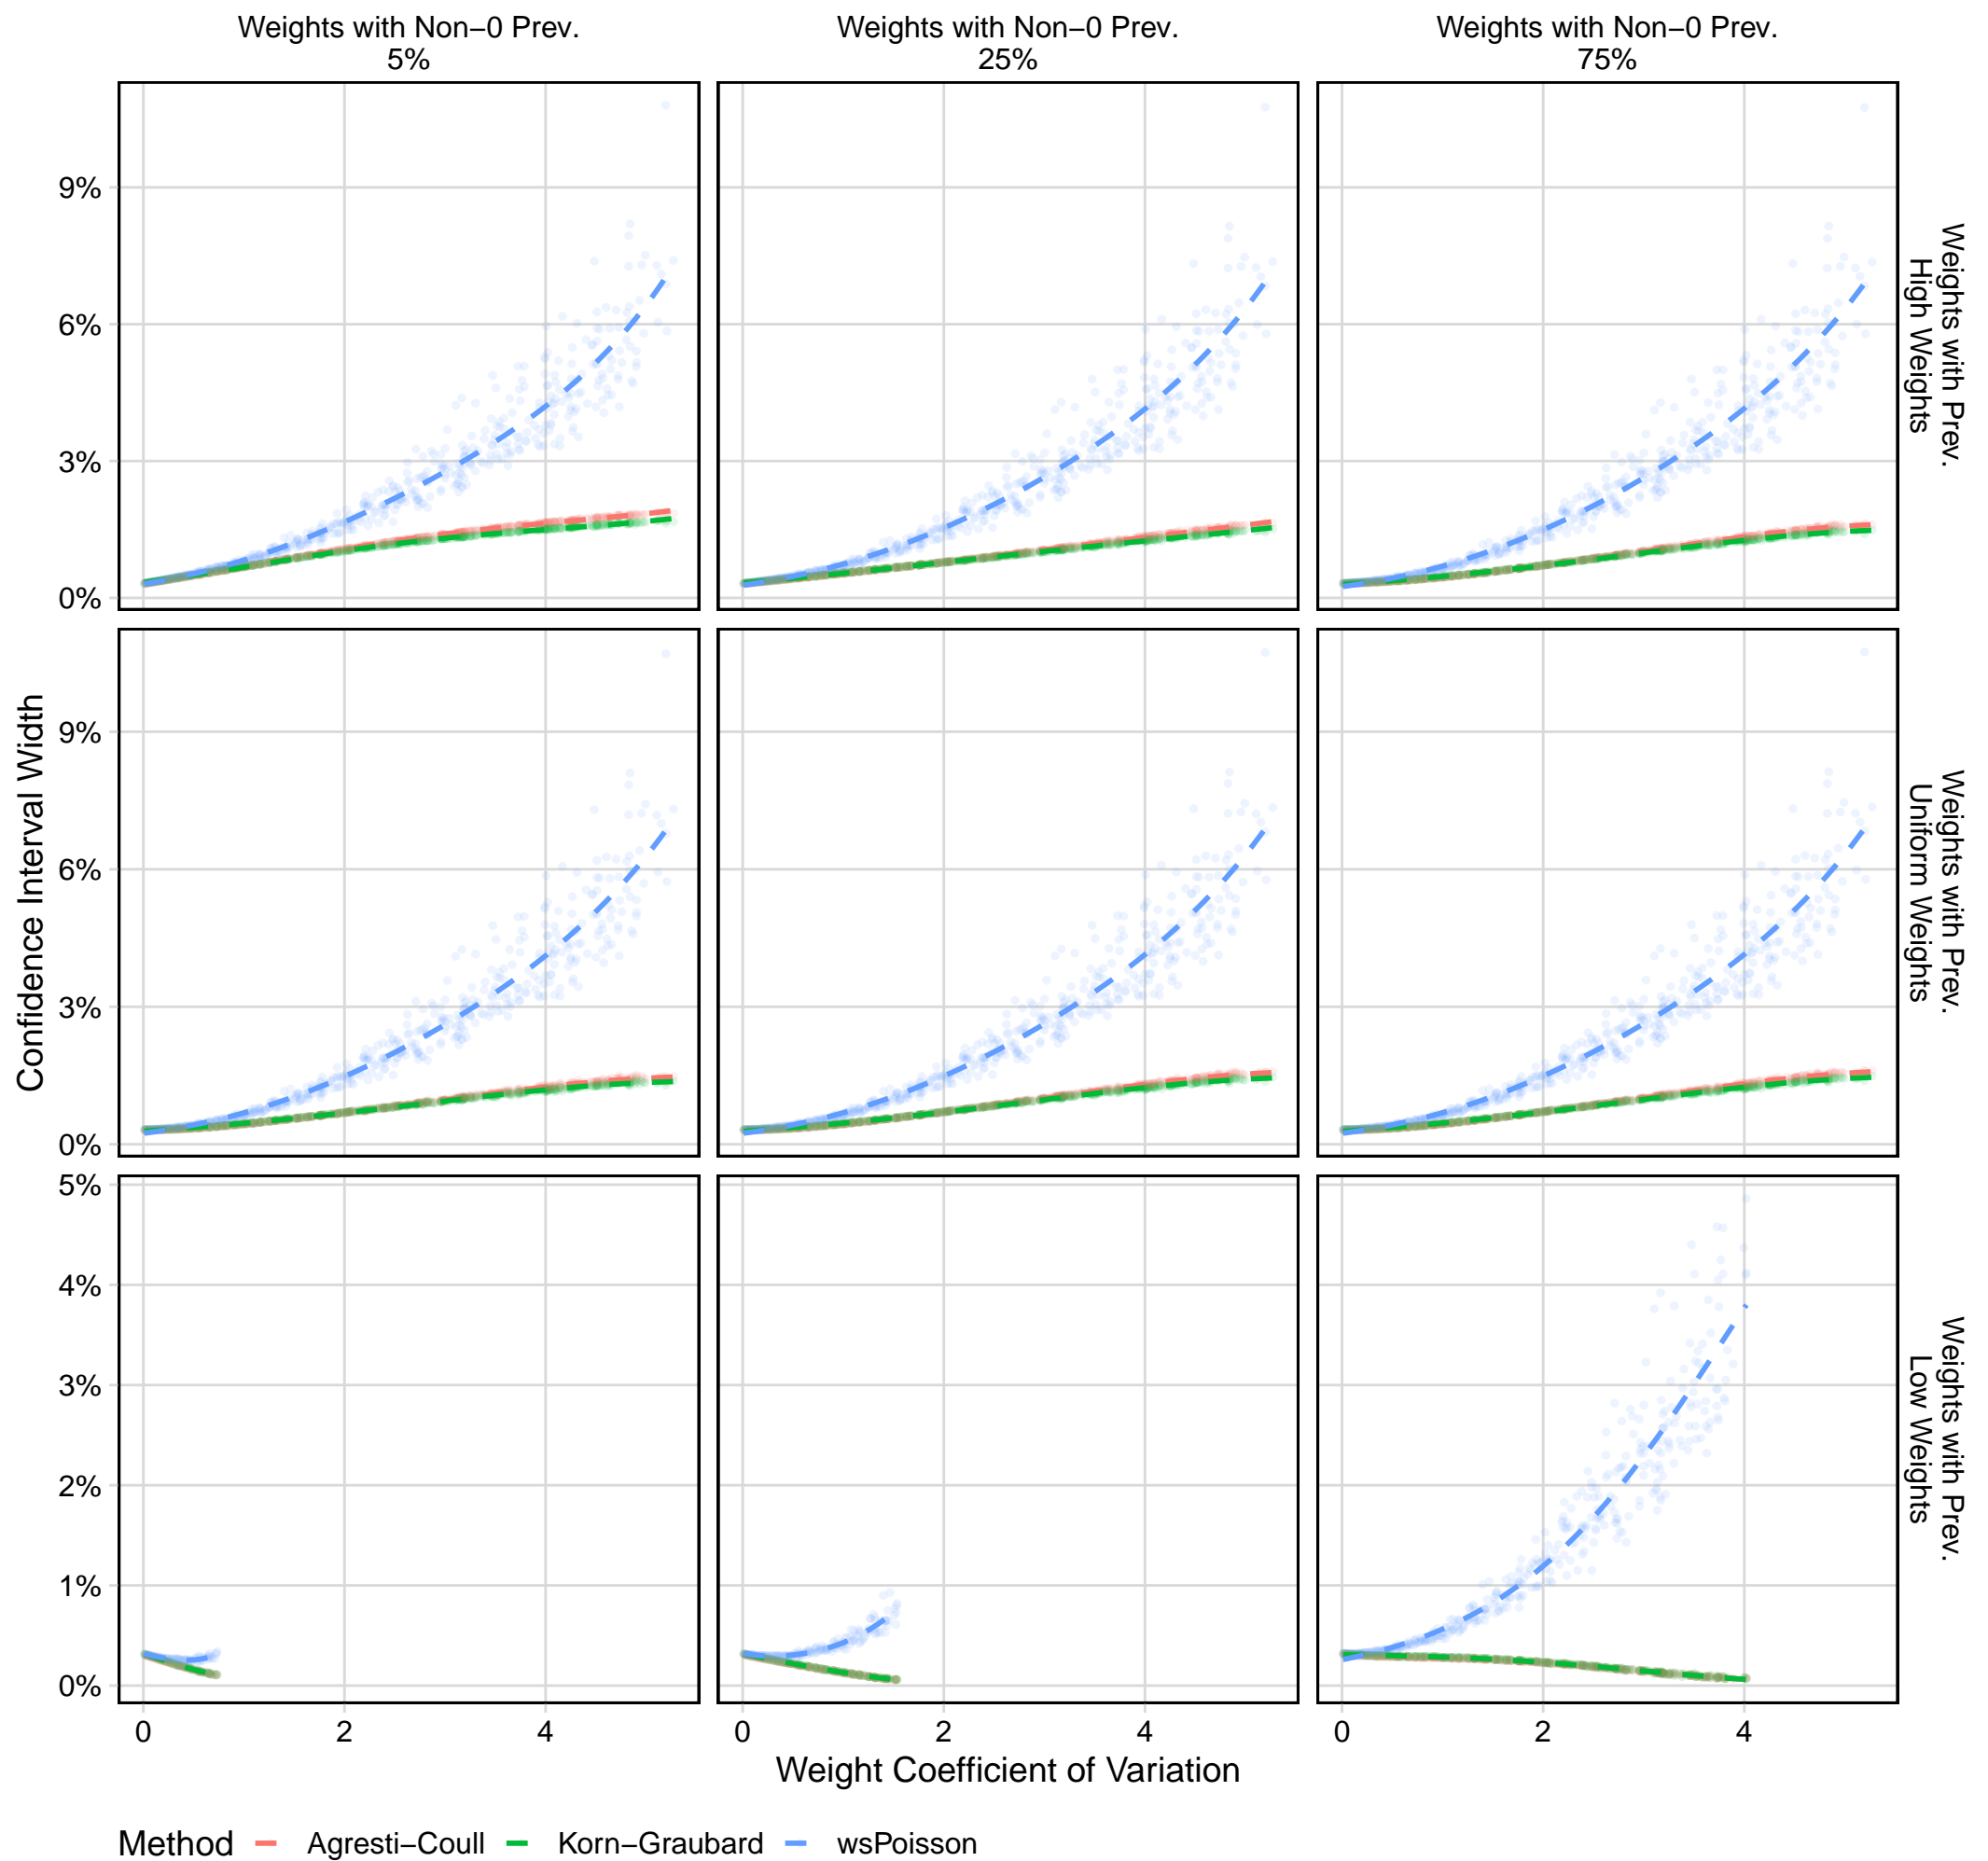 Weights with Non−0 Prev.
5%
Weights with Non−0 Prev.
25%
Weights with Non−0 Prev.
75%
9%
6%
3%
0%
Weights with Prev.
High Weights
9%
6%
3%
0%
Weights with Prev.
Uniform Weights
5%
4%
3%
2%
1%
0%
Weights with Prev.
Low Weights
Confidence Interval Width
0 2 4
0 2 4
0 2 4
Weight Coefficient of Variation
Method Agresti−Coull Korn−Graubard wsPoisson